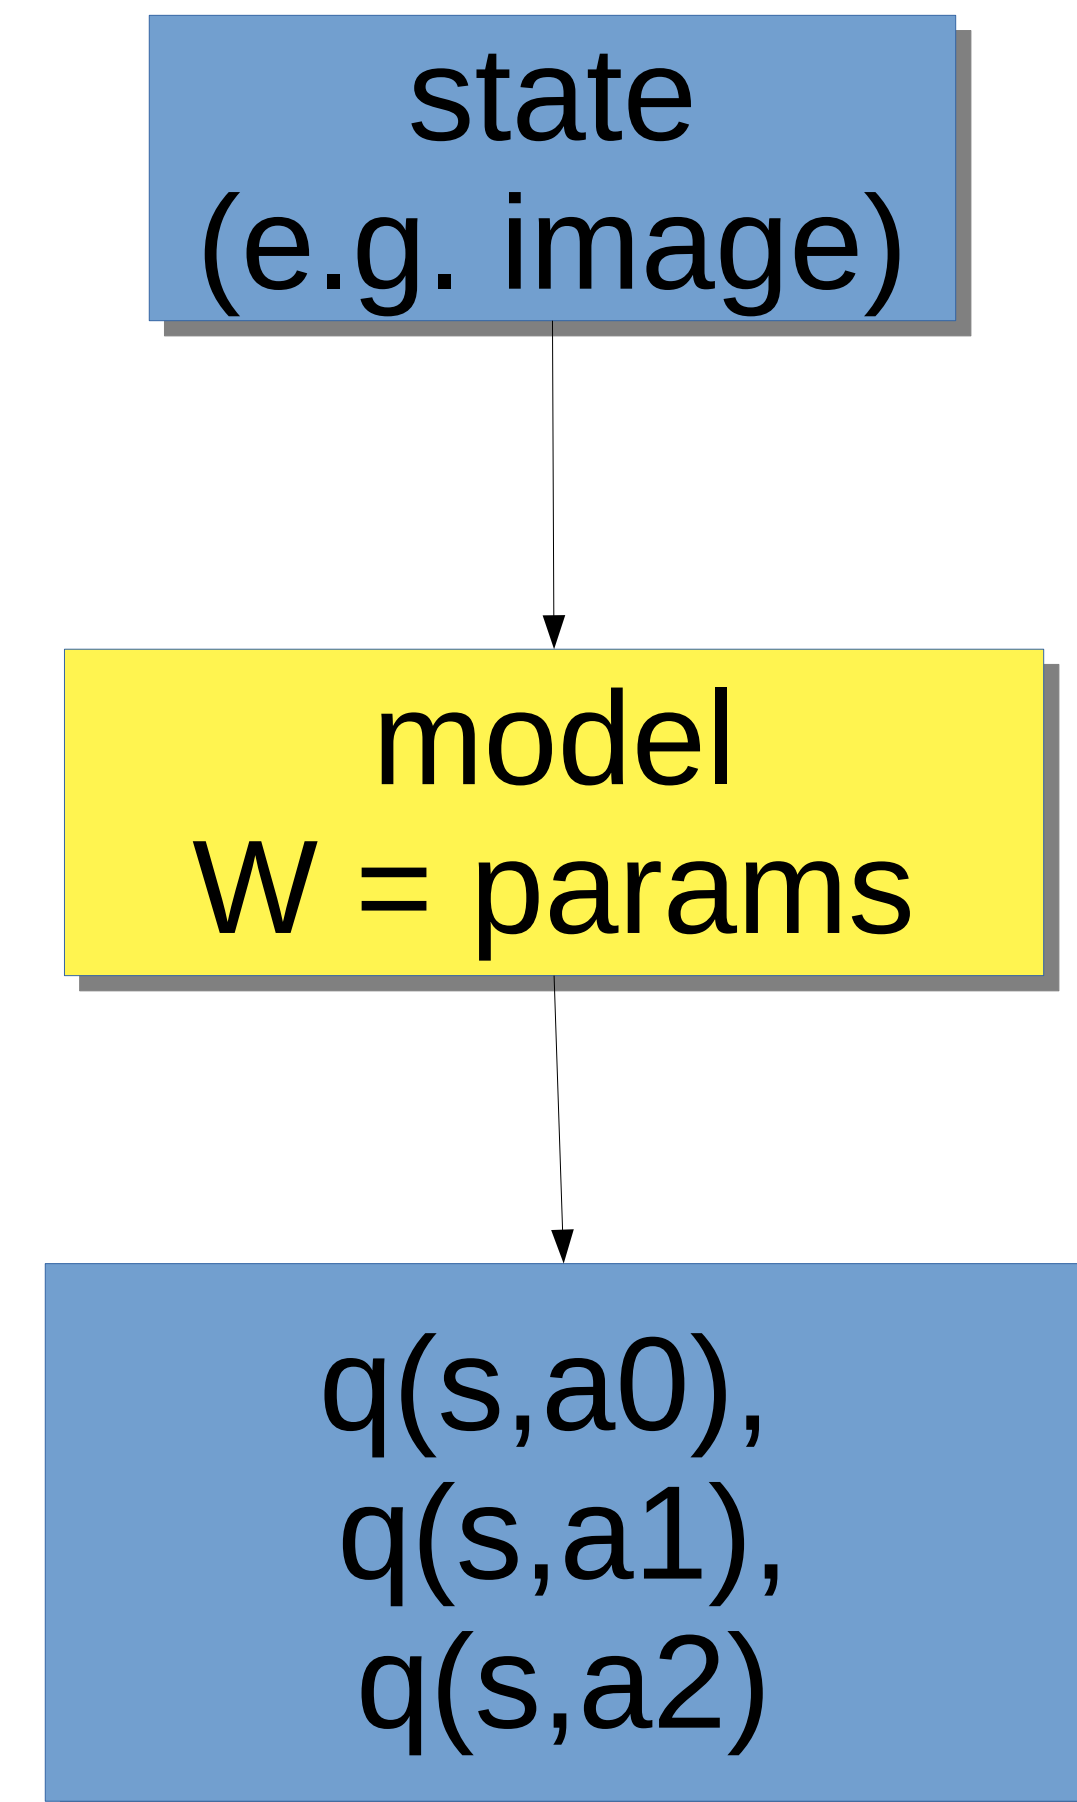 state
(e.g. image)
model
W = params
q(s,a0),
q(s,a1),
q(s,a2)